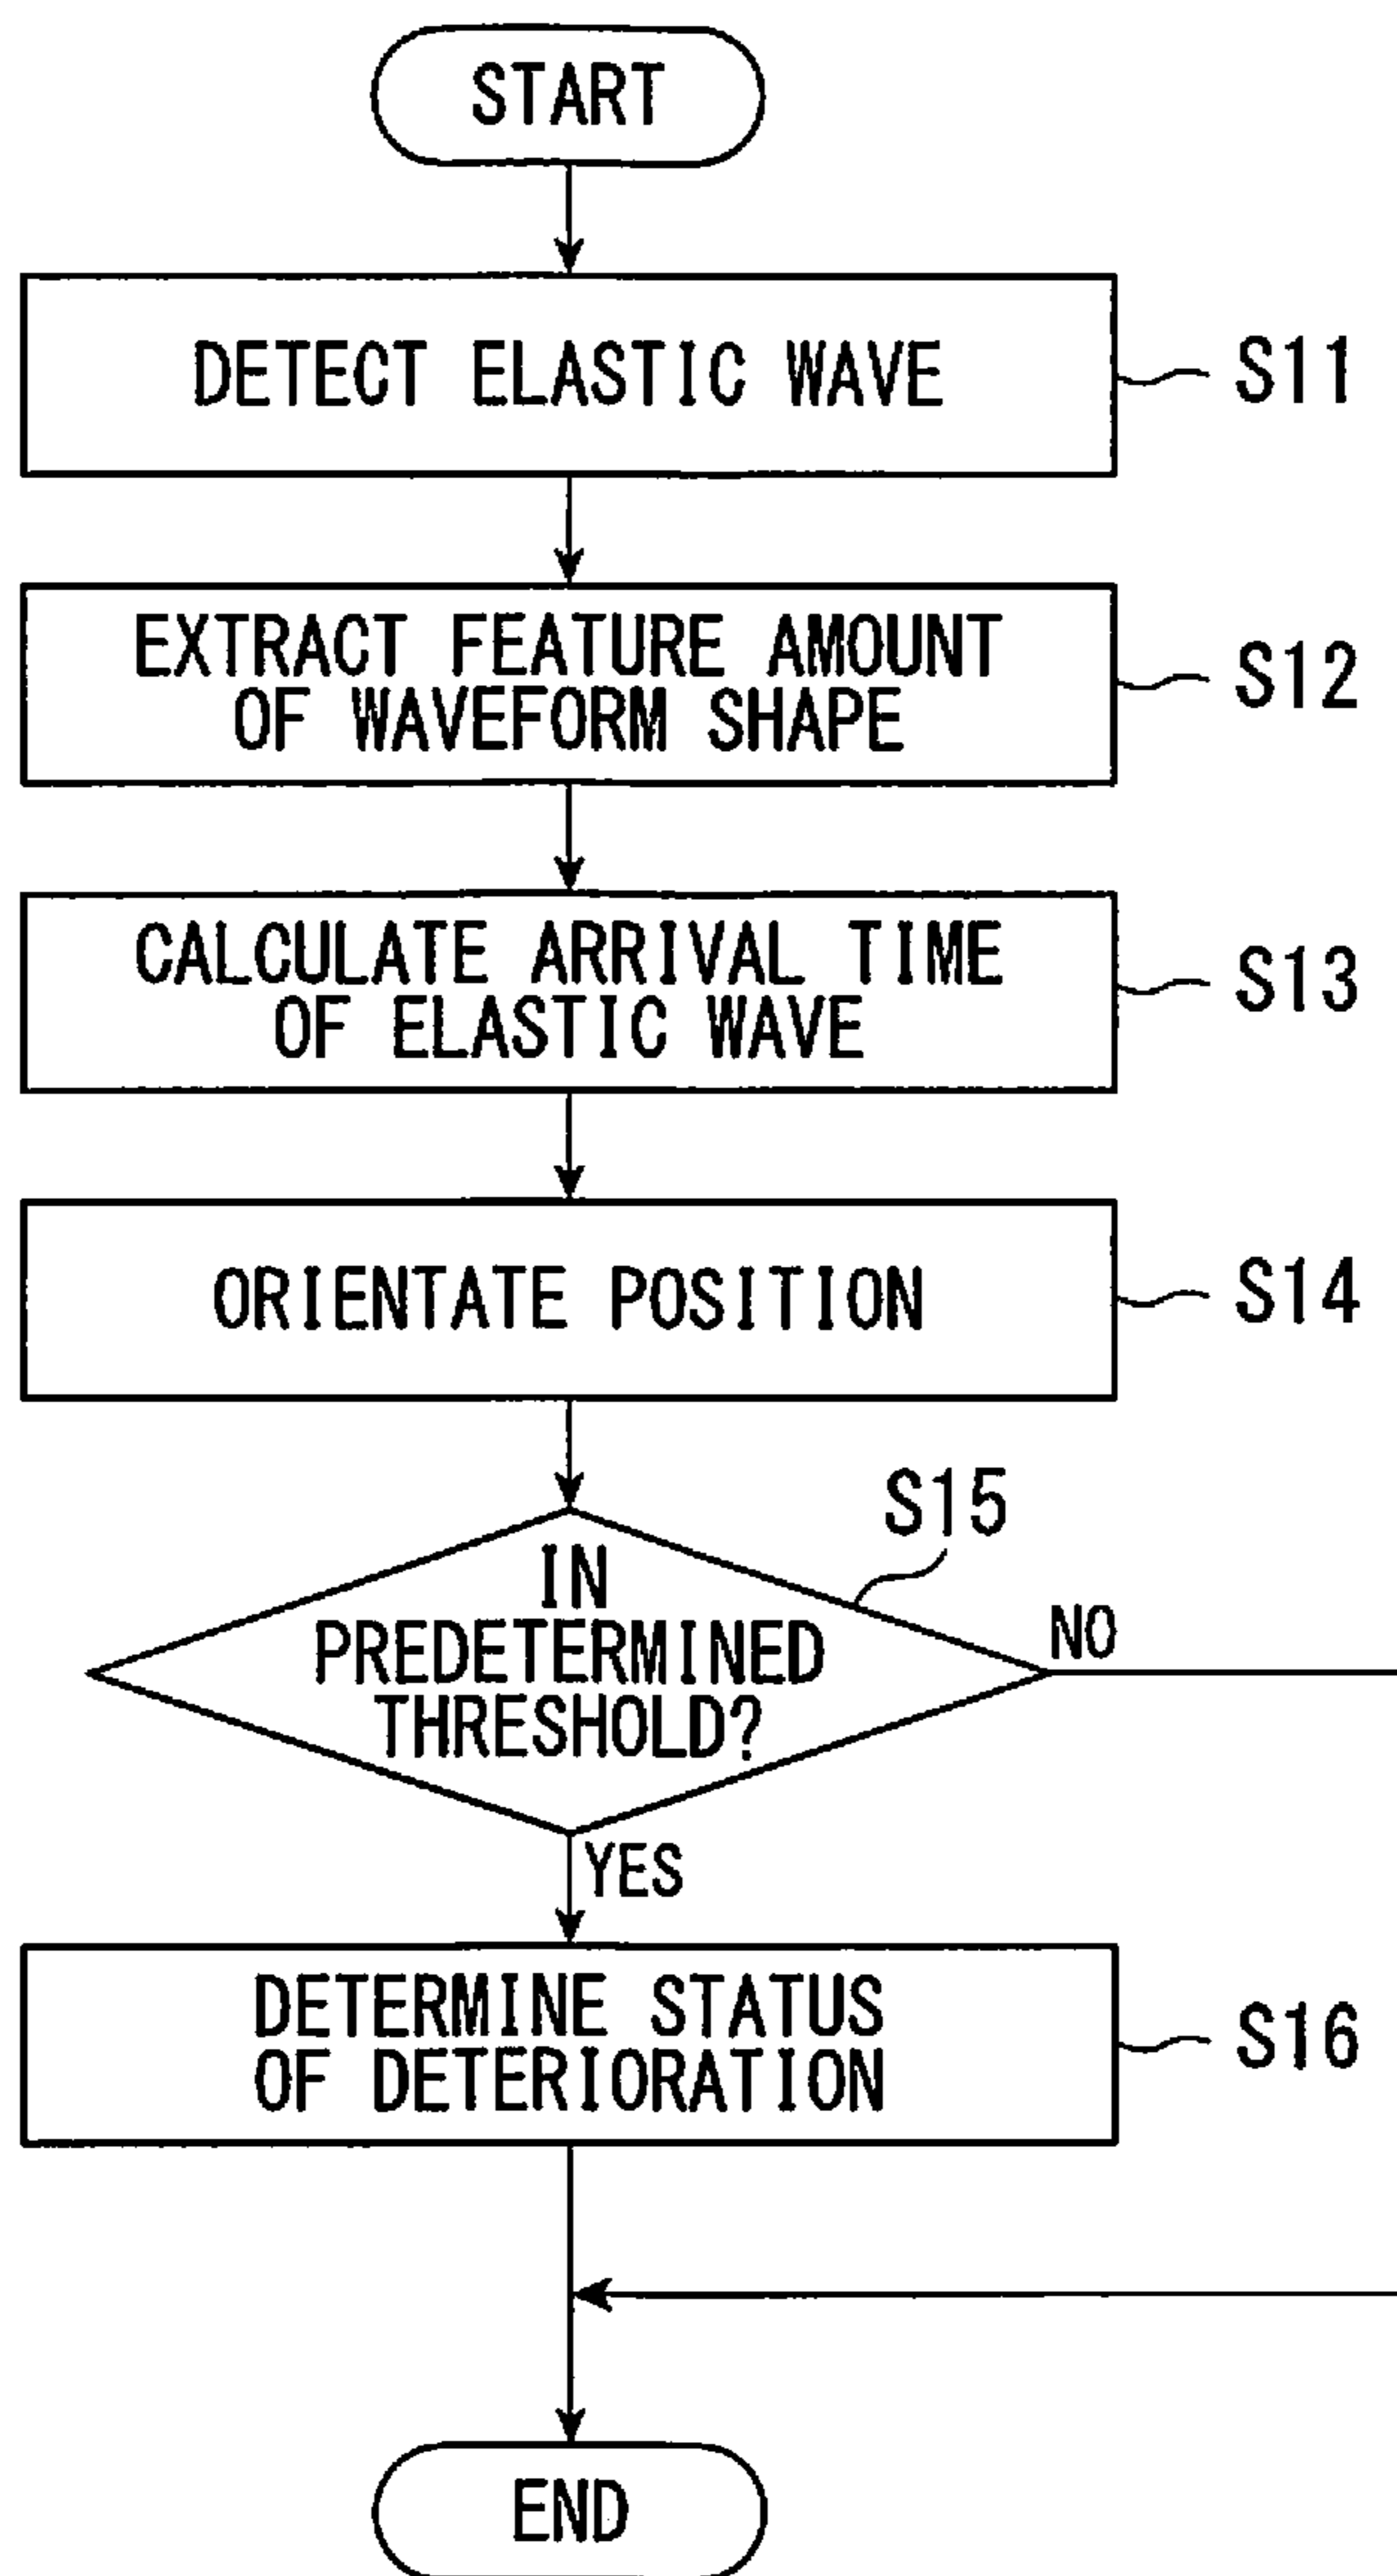 START
DETECT ELASTIC WAVE
S11
EXTRACT FEATURE AMOUNT
OF WAVEFORM SHAPE
S12
CALCULATE ARRIVAL TIME
OF ELASTIC WAVE
S13
ORIENTATE POSITION
S14
S15
IN
PREDETERMINED
THRESHOLD?
NO
YES
DETERMINE STATUS
OF DETERIORATION
S16
END